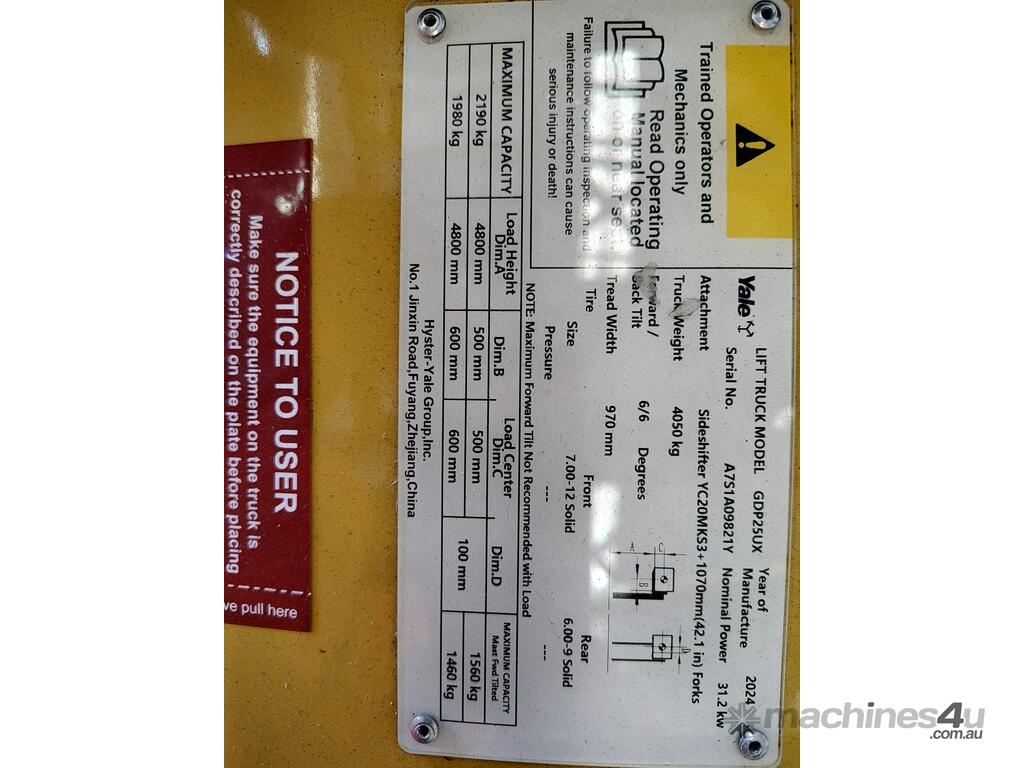 Trained Operators and
Mechanics only
Read Operating
Manual located
on or near seat.
Failure to follow operating inspection and
maintenance instructions can cause
serious injury or death!
Yale LIFT TRUCK MODEL GDP25UX Year of Manufacture 2024
Serial No. A7S1A09821Y Nominal Power 31.2 kw
Attachment Sideshifter YC20MKS3+1070mm(42.1 in) Forks
Truck Weight 4050 kg
Forward / Back Tilt 6/6 Degrees
Tread Width 970 mm
Front Rear
Tire Size 7.00-12 Solid 6.00-9 Solid
Pressure --- ---
A B C D
NOTE: Maximum Forward Tilt Not Recommended with Load
MAXIMUM CAPACITY Load Height Dim.A Dim.B Load Center Dim.C Dim.D MAXIMUM CAPACITY Mast Fwd Tilted
2190 kg 4800 mm 500 mm 500 mm 100 mm 1560 kg
1980 kg 4800 mm 600 mm 600 mm 1460 kg
Hyster-Yale Group,Inc.
No.1 Jinxin Road,Fuyang,Zhejiang,China
NOTICE TO USER
Make sure the equipment on the truck is
correctly described on the plate before placing
ve pull here
machines4u
.com.au